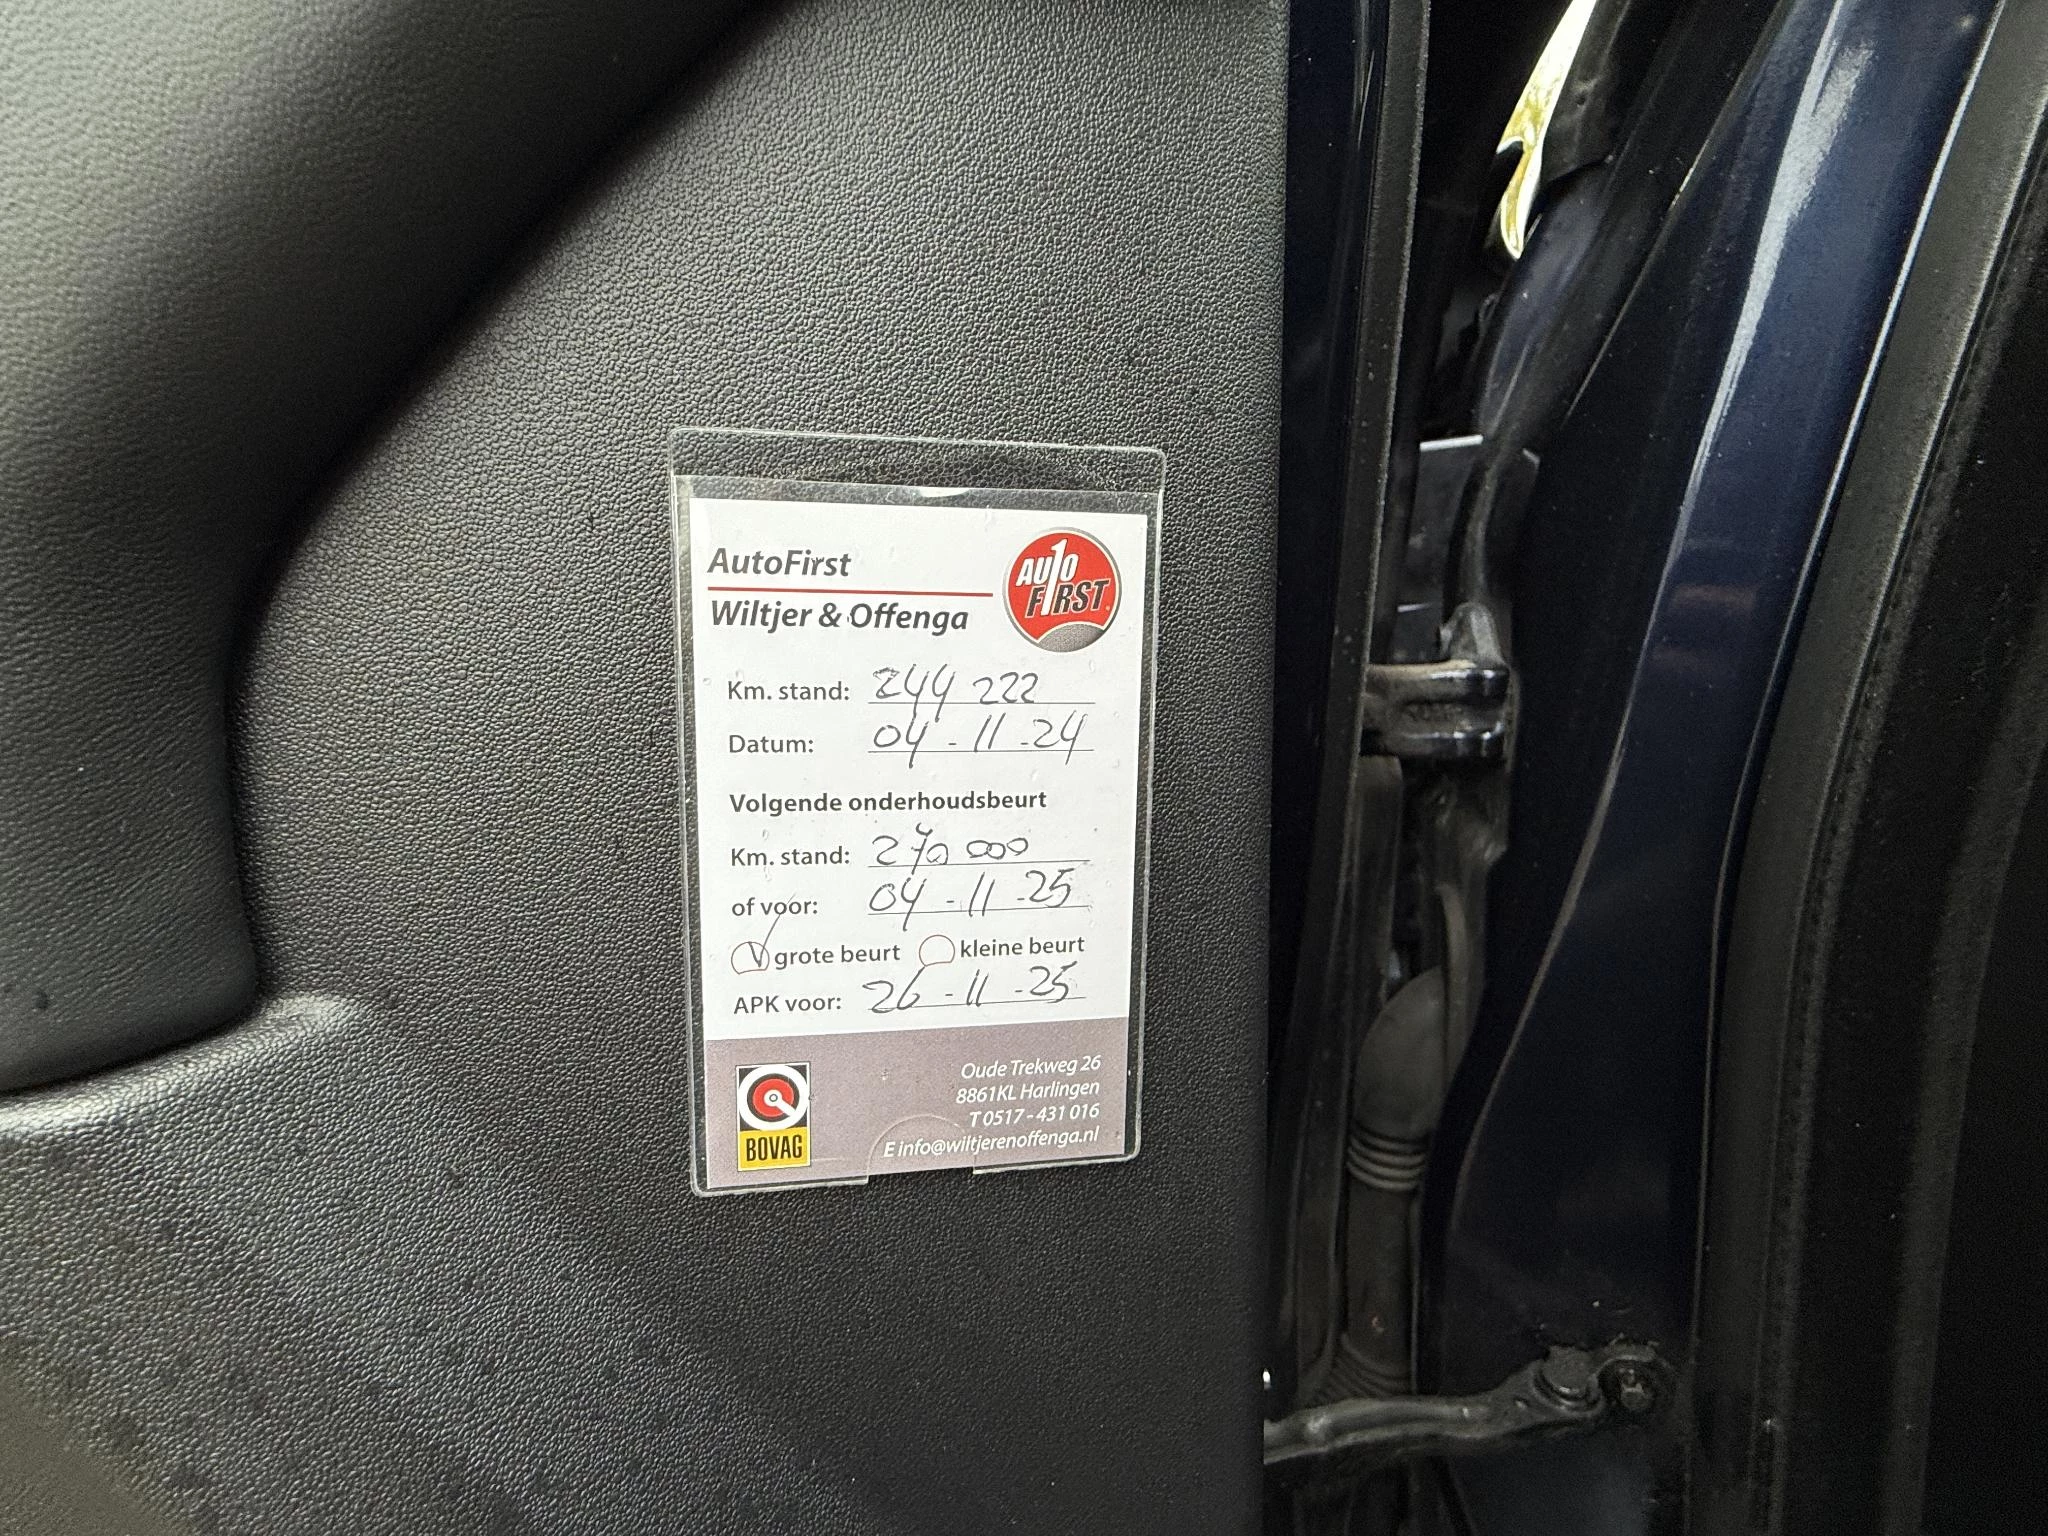 AutoFirst
AUTO
FIRST
Wiltjer & Offenga
Km. stand: 244 222
Datum: 04 - 11 - 24
Volgende onderhoudsbeurt
Km. stand: 270 000
of voor: 04 - 11 - 25
grote beurt kleine beurt
APK voor: 26 - 11 - 25
BOVAG
Oude Trekweg 26
8861KL Harlingen
T 0517 - 431 016
E info@wiltjerenoffenga.nl